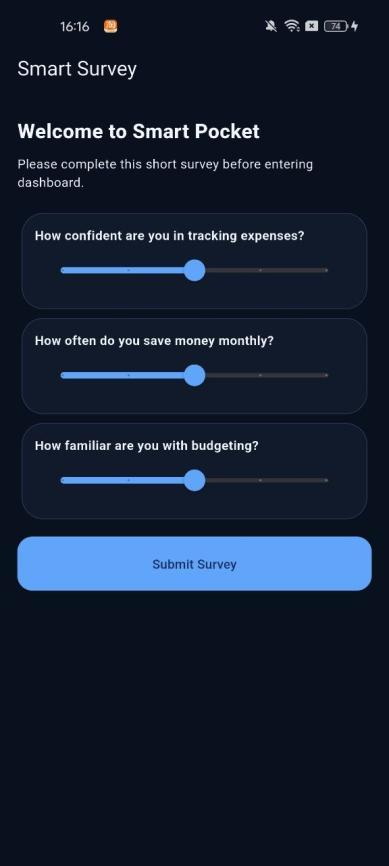 16:16
74
Smart Survey
Welcome to Smart Pocket
Please complete this short survey before entering
dashboard.
How confident are you in tracking expenses?
How often do you save money monthly?
How familiar are you with budgeting?
Submit Survey